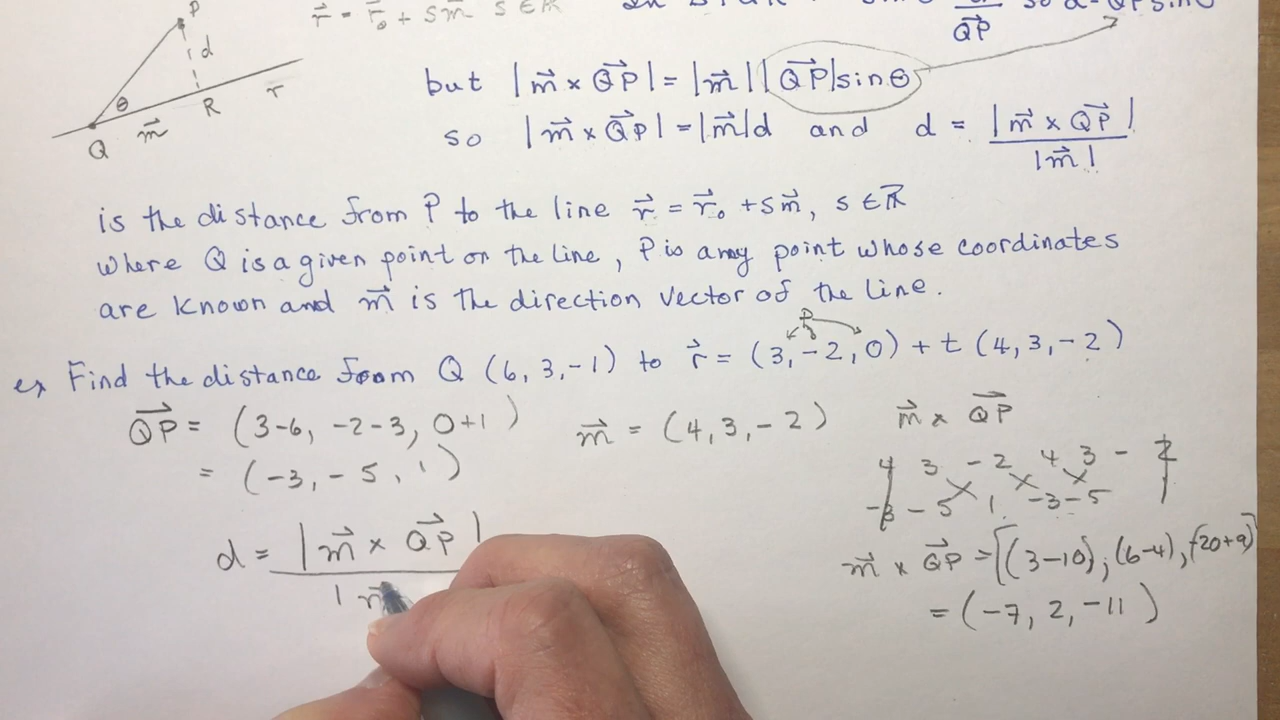 P
d
θ
R
r
m⃗
Q
r⃗ = r⃗₀ + sm⃗ s ∈ ℝ
QP⃗
but |m⃗ × QP⃗| = |m⃗||QP⃗|sinθ
so |m⃗ × QP⃗| = |m⃗|d and d = |m⃗ × QP⃗| / |m⃗|
is the distance from P to the line r⃗ = r⃗₀ + sm⃗, s ∈ ℝ
where Q is a given point on the line, P is any point whose coordinates
are known and m⃗ is the direction vector of the line.
P
ex Find the distance from Q (6, 3, -1) to r⃗ = (3, -2, 0) + t (4, 3, -2)
QP⃗ = (3-6, -2-3, 0+1) m⃗ = (4, 3, -2) m⃗ × QP⃗
= (-3, -5, 1)
4 3 -2 4 3 -2
-3 -5 1 -3 -5
d = |m⃗ × QP⃗|
| m
m⃗ × QP⃗ = [(3-10), (6-4), (-20+9)]
= (-7, 2, -11)